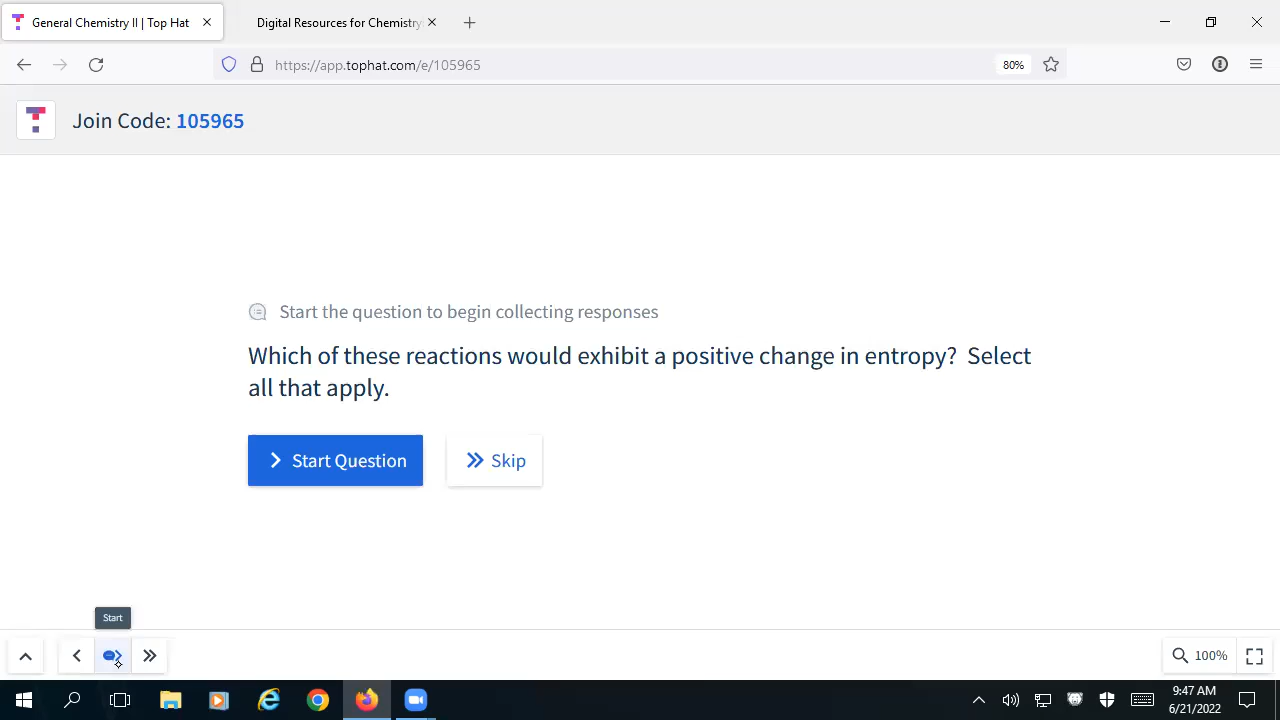 General Chemistry II | Top Hat
Digital Resources for Chemistry
https://app.tophat.com/e/105965
80%
Join Code: 105965
Start the question to begin collecting responses
Which of these reactions would exhibit a positive change in entropy?  Select
all that apply.
Start Question
Skip
Start
100%
9:47 AM
6/21/2022